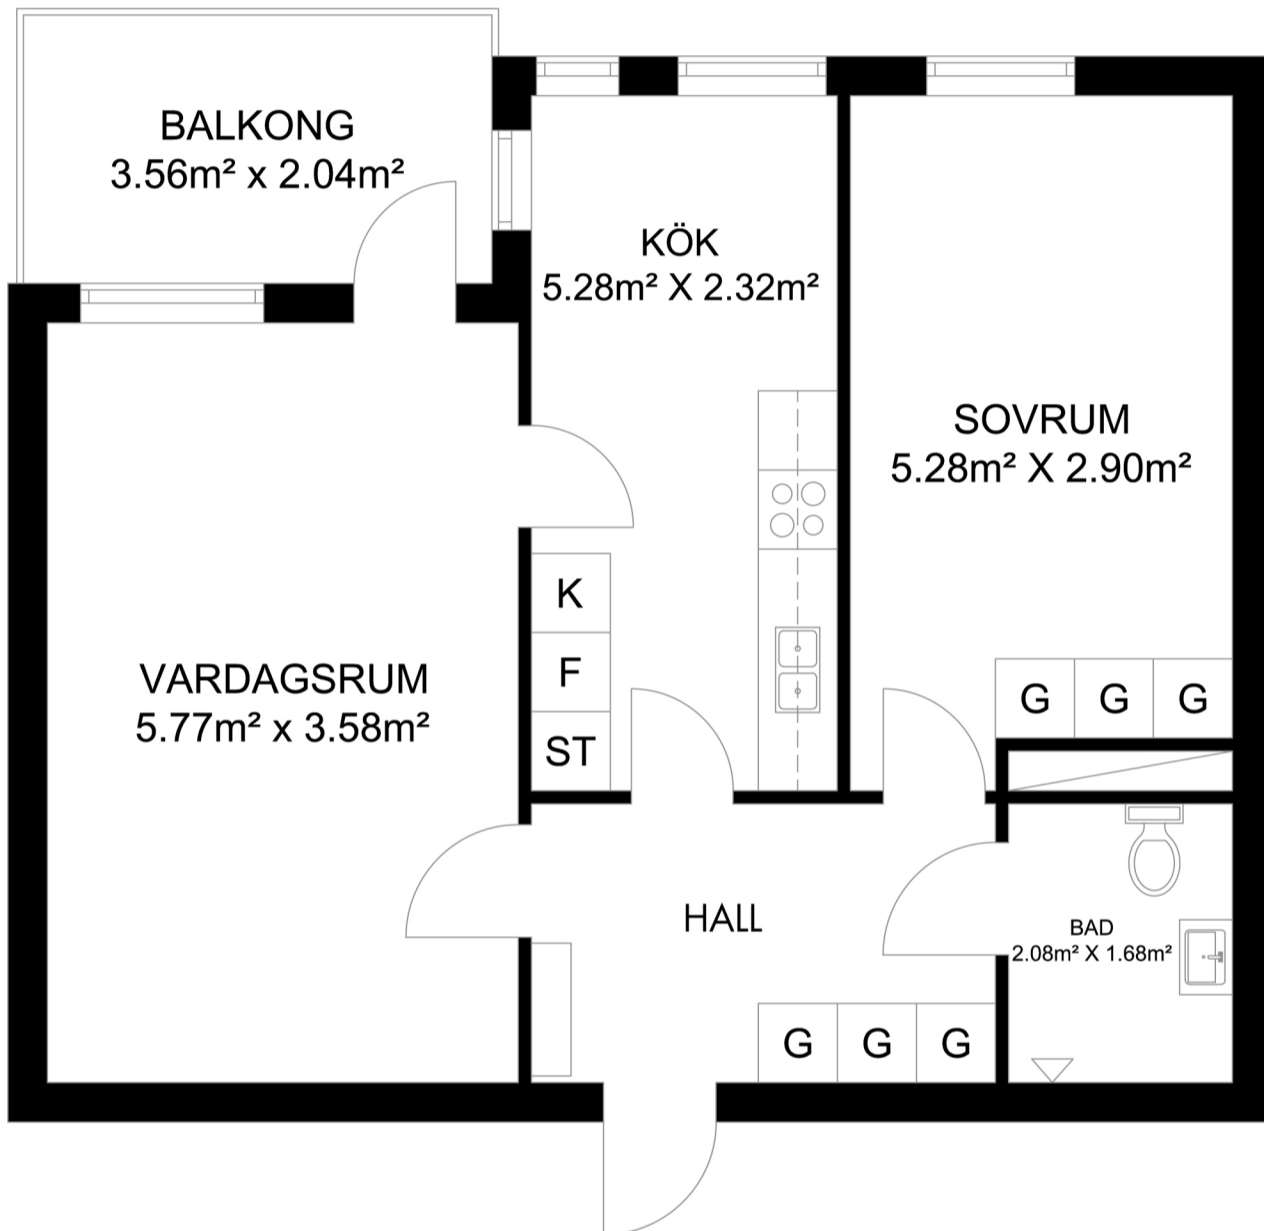 BALKONG
3.56m² x 2.04m²
KÖK
5.28m² X 2.32m²
SOVRUM
5.28m² X 2.90m²
K
F
ST
VARDAGSRUM
5.77m² x 3.58m²
G G G
HALL
BAD
2.08m² X 1.68m²
G G G